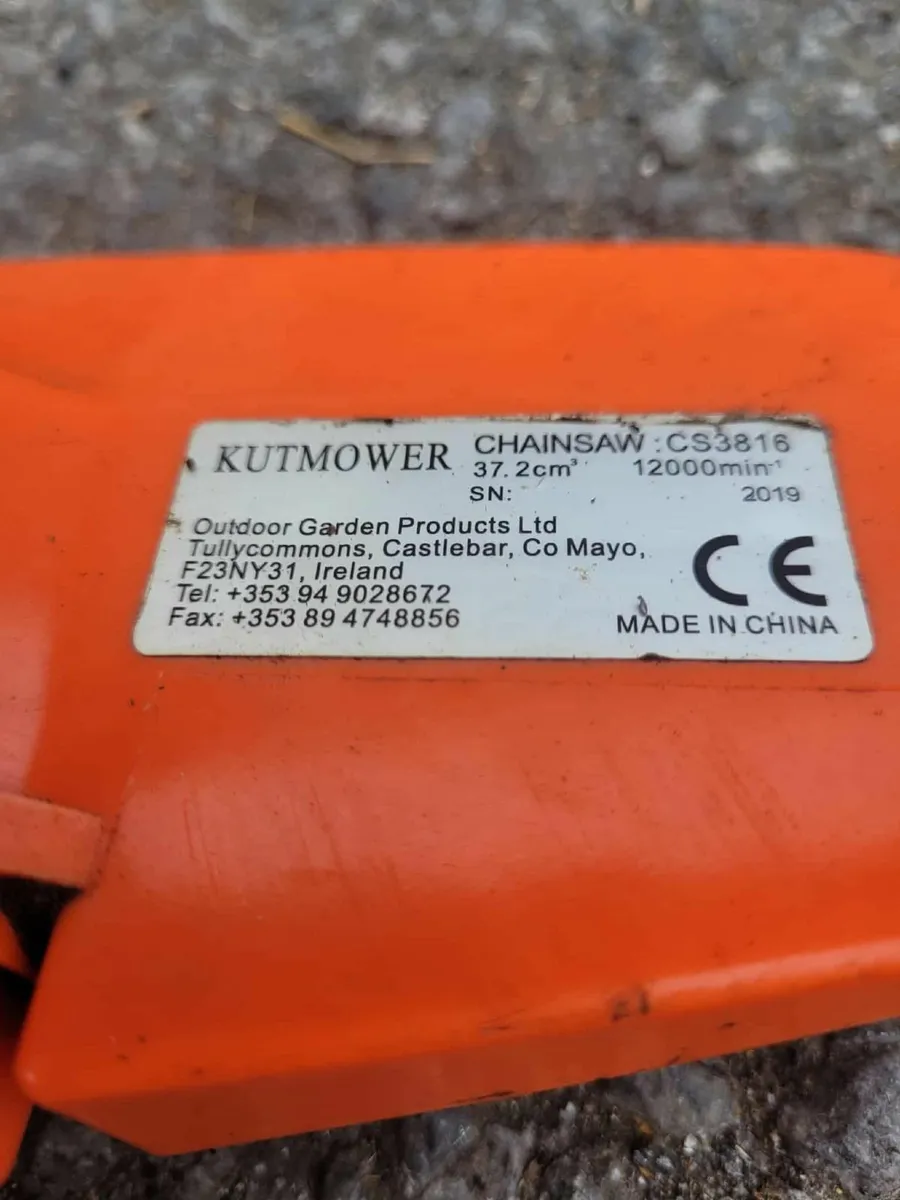 KUTMOWER
CHAINSAW :CS3816
37.2cm³ 12000min⁻¹
SN: 2019
Outdoor Garden Products Ltd
Tullycommons, Castlebar, Co Mayo,
F23NY31, Ireland
Tel: +353 94 9028672
Fax: +353 89 4748856
CE
MADE IN CHINA